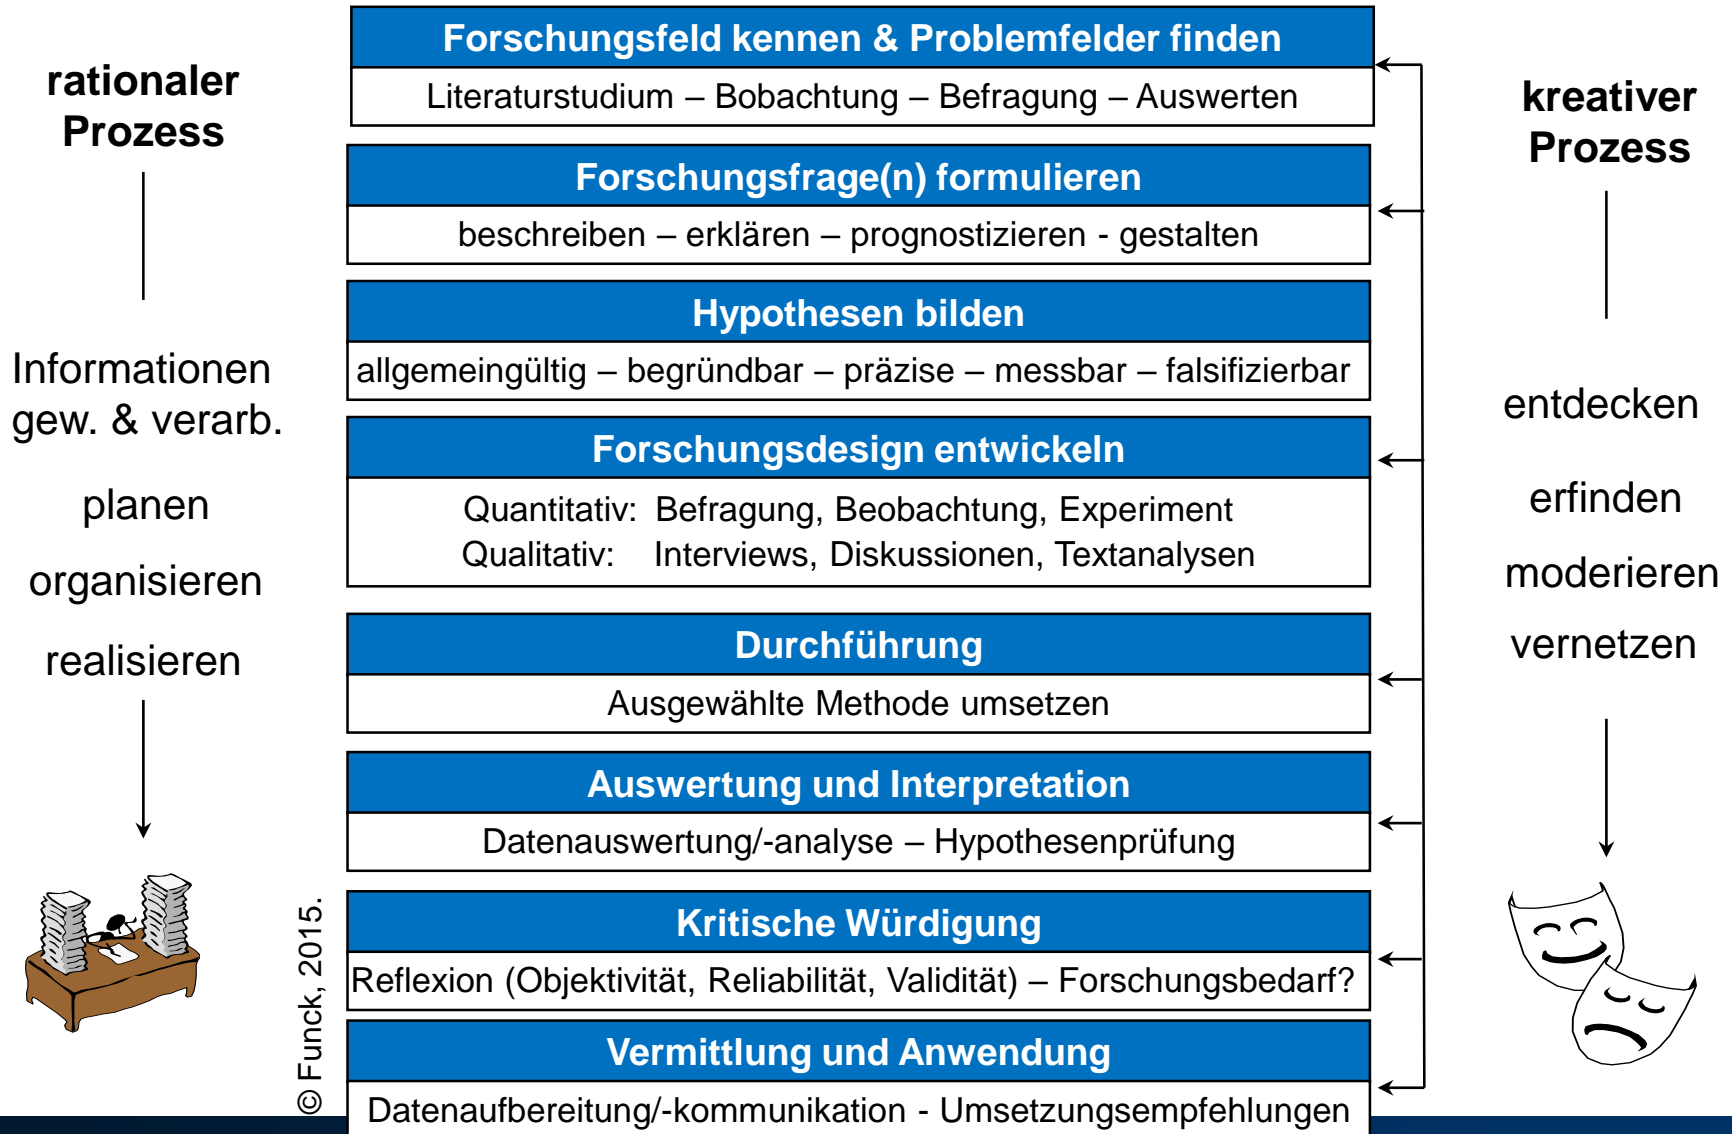 rationaler
Prozess
Informationen
gew. & verarb.
planen
organisieren
realisieren
Forschungsfeld kennen & Problemfelder finden
Literaturstudium – Bobachtung – Befragung – Auswerten
Forschungsfrage(n) formulieren
beschreiben – erklären – prognostizieren - gestalten
Hypothesen bilden
allgemeingültig – begründbar – präzise – messbar – falsifizierbar
Forschungsdesign entwickeln
Quantitativ: Befragung, Beobachtung, Experiment
Qualitativ: Interviews, Diskussionen, Textanalysen
Durchführung
Ausgewählte Methode umsetzen
Auswertung und Interpretation
Datenauswertung/-analyse – Hypothesenprüfung
Kritische Würdigung
Reflexion (Objektivität, Reliabilität, Validität) – Forschungsbedarf?
Vermittlung und Anwendung
Datenaufbereitung/-kommunikation - Umsetzungsempfehlungen
kreativer
Prozess
entdecken
erfinden
moderieren
vernetzen
© Funck, 2015.